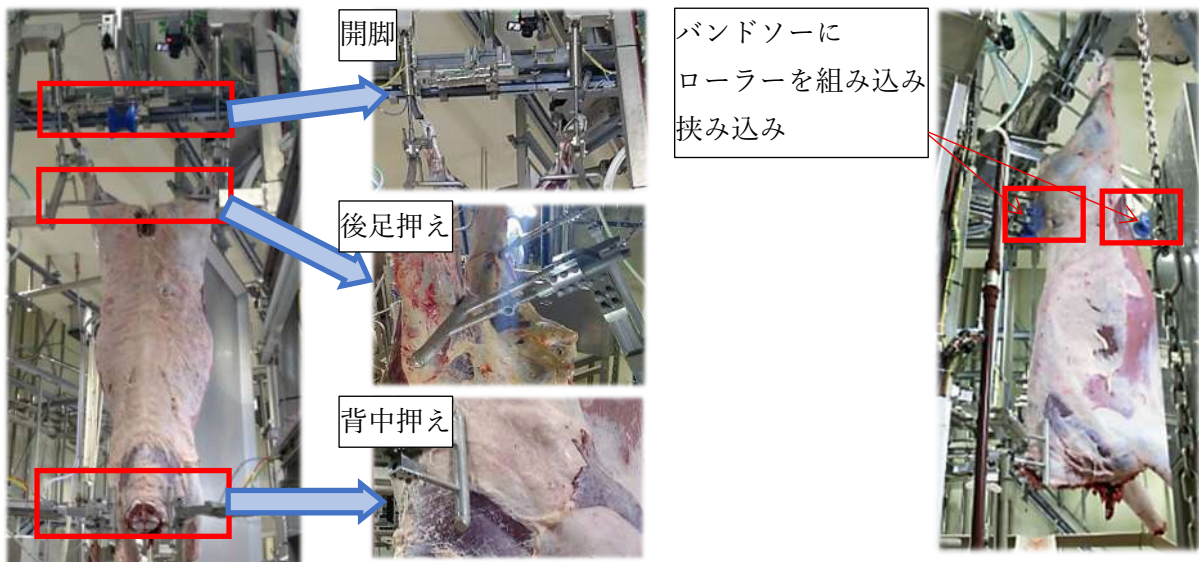 開脚
後足押え
背中押え
バンドソーに
ローラーを組み込み
挟み込み